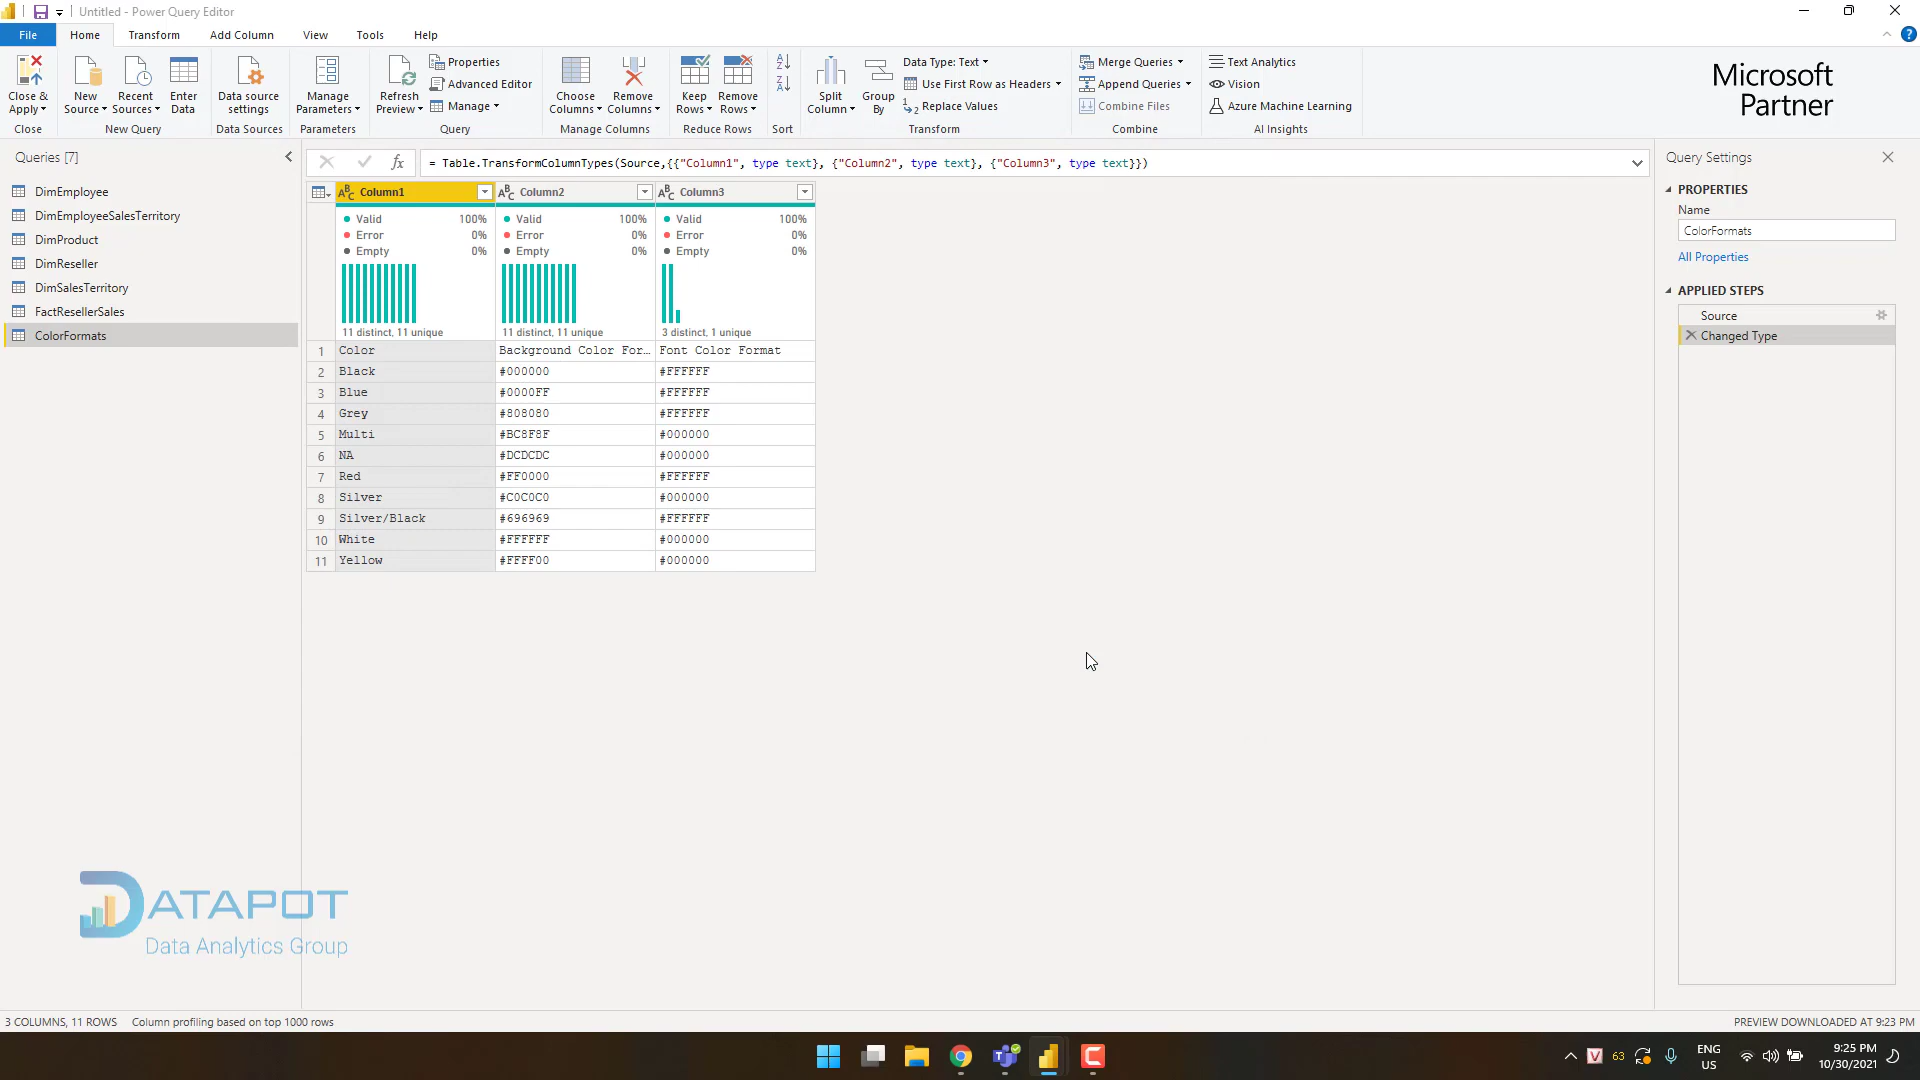 Untitled - Power Query Editor
File Home Transform Add Column View Tools Help
Close & Apply
Close
New Source
Recent Sources
Enter Data
New Query
Data source settings
Data Sources
Manage Parameters
Parameters
Refresh Preview
Properties
Advanced Editor
Manage
Query
Choose Columns
Remove Columns
Manage Columns
Keep Rows
Remove Rows
Reduce Rows
Sort
Split Column
Group By
Data Type: Text
Use First Row as Headers
Replace Values
Transform
Merge Queries
Append Queries
Combine Files
Combine
Text Analytics
Vision
Azure Machine Learning
AI Insights
Microsoft
Partner
Queries [7]
DimEmployee
DimEmployeeSalesTerritory
DimProduct
DimReseller
DimSalesTerritory
FactResellerSales
ColorFormats
= Table.TransformColumnTypes(Source,{{"Column1", type text}, {"Column2", type text}, {"Column3", type text}})
Column1 Column2 Column3
Valid 100% Valid 100% Valid 100%
Error 0% Error 0% Error 0%
Empty 0% Empty 0% Empty 0%
11 distinct, 11 unique 11 distinct, 11 unique 3 distinct, 1 unique
1 Color Background Color For... Font Color Format
2 Black #000000 #FFFFFF
3 Blue #0000FF #FFFFFF
4 Grey #808080 #FFFFFF
5 Multi #BC8F8F #000000
6 NA #DCDCDC #000000
7 Red #FF0000 #FFFFFF
8 Silver #C0C0C0 #000000
9 Silver/Black #696969 #FFFFFF
10 White #FFFFFF #000000
11 Yellow #FFFF00 #000000
Query Settings
PROPERTIES
Name
ColorFormats
All Properties
APPLIED STEPS
Source
Changed Type
DATAPOT
Data Analytics Group
3 COLUMNS, 11 ROWS Column profiling based on top 1000 rows
PREVIEW DOWNLOADED AT 9:23 PM
63
ENG
US
9:25 PM
10/30/2021